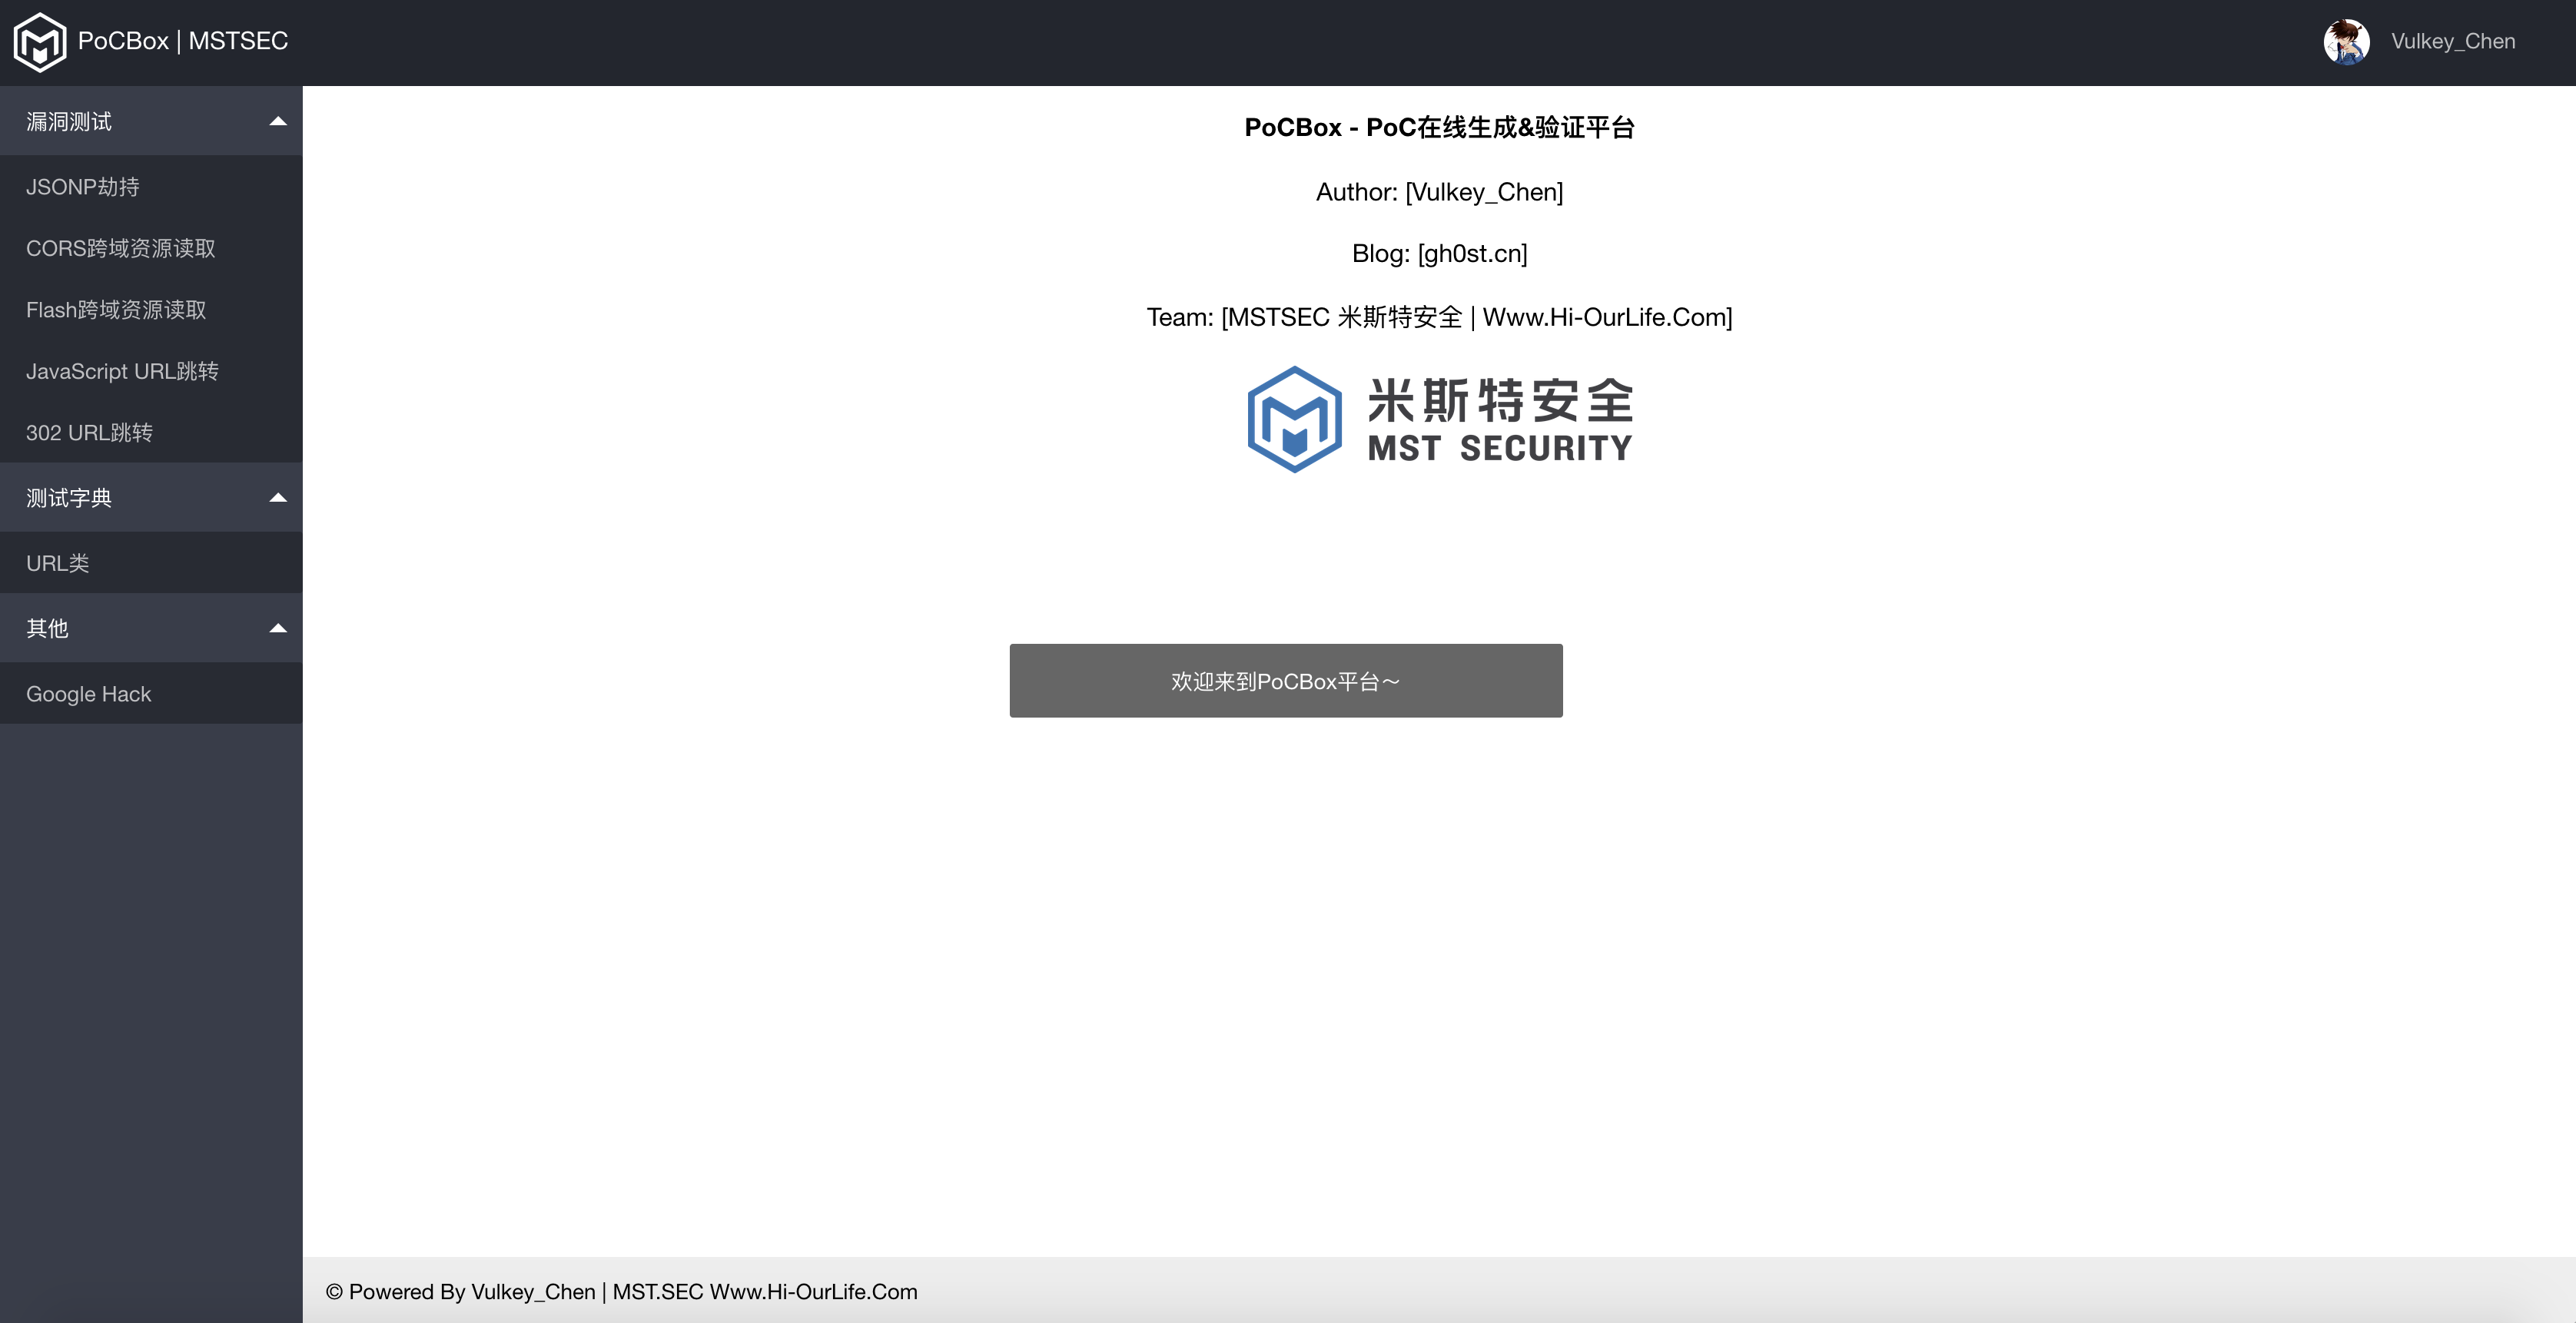 PoCBox | MSTSEC
Vulkey_Chen
漏洞测试
JSONP劫持
CORS跨域资源读取
Flash跨域资源读取
JavaScript URL跳转
302 URL跳转
测试字典
URL类
其他
Google Hack
PoCBox - PoC在线生成&验证平台
Author: [Vulkey_Chen]
Blog: [gh0st.cn]
Team: [MSTSEC 米斯特安全 | Www.Hi-OurLife.Com]
米斯特安全
MST SECURITY
欢迎来到PoCBox平台～
© Powered By Vulkey_Chen | MST.SEC Www.Hi-OurLife.Com